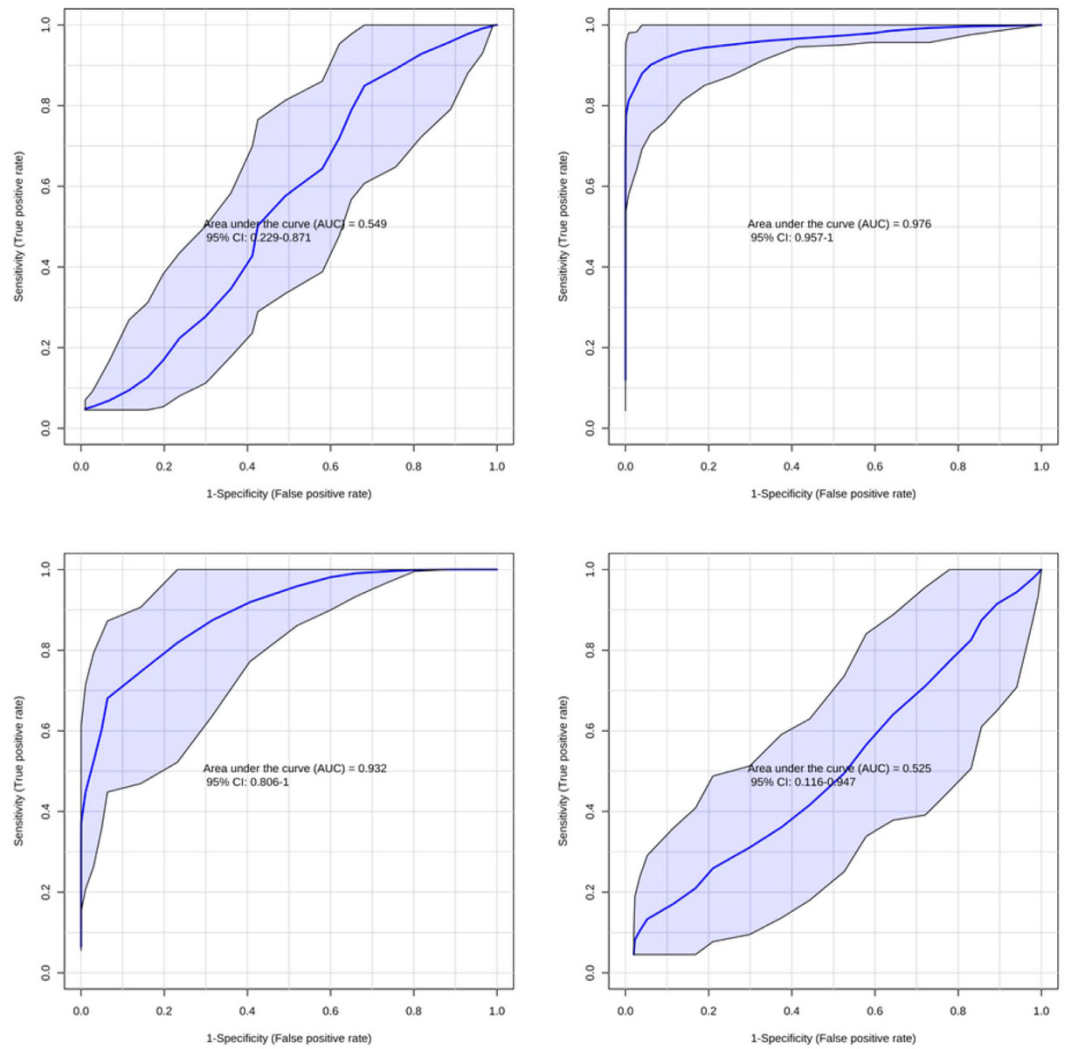 1.0
0.8
0.6
0.4
0.2
0.0
Sensitivity (True positive rate)
Area under the curve (AUC) = 0.549
95% CI: 0.229-0.871
0.0 0.2 0.4 0.6 0.8 1.0
1-Specificity (False positive rate)
1.0
0.8
0.6
0.4
0.2
0.0
Sensitivity (True positive rate)
Area under the curve (AUC) = 0.976
95% CI: 0.957-1
0.0 0.2 0.4 0.6 0.8 1.0
1-Specificity (False positive rate)
1.0
0.8
0.6
0.4
0.2
0.0
Sensitivity (True positive rate)
Area under the curve (AUC) = 0.932
95% CI: 0.806-1
0.0 0.2 0.4 0.6 0.8 1.0
1-Specificity (False positive rate)
1.0
0.8
0.6
0.4
0.2
0.0
Sensitivity (True positive rate)
Area under the curve (AUC) = 0.525
95% CI: 0.116-0.947
0.0 0.2 0.4 0.6 0.8 1.0
1-Specificity (False positive rate)